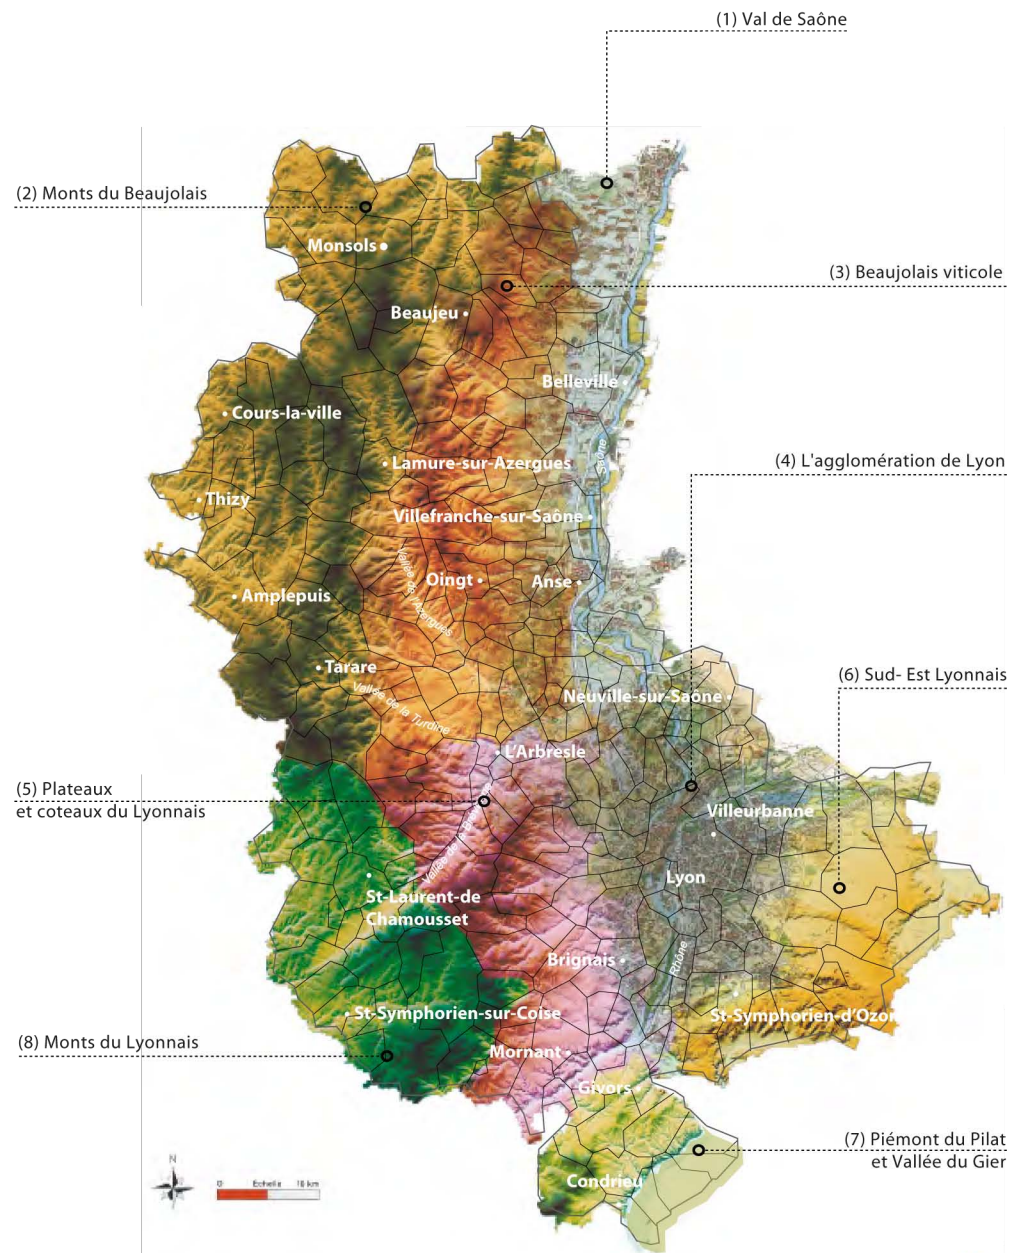 (1) Val de Saône
(2) Monts du Beaujolais
Monsols
(3) Beaujolais viticole
Beaujeu
Belleville
Cours-la-ville
Saône
(4) L'agglomération de Lyon
Lamure-sur-Azergues
Thizy
Villefranche-sur-Saône
Vallée de l'Azergues
Oingt
Anse
Amplepuis
Tarare
(6) Sud- Est Lyonnais
Vallée de la Turdine
Neuville-sur-Saône
L'Arbresle
(5) Plateaux
et coteaux du Lyonnais
Villeurbanne
Vallée de la
Lyon
St-Laurent-de
Chamousset
Rhône
Brignais
St-Symphorien-sur-Coise
St-Symphorien-d'Ozon
(8) Monts du Lyonnais
Mornant
Givors
(7) Piémont du Pilat
et Vallée du Gier
N
Condrieu
0 Echelle 10 km